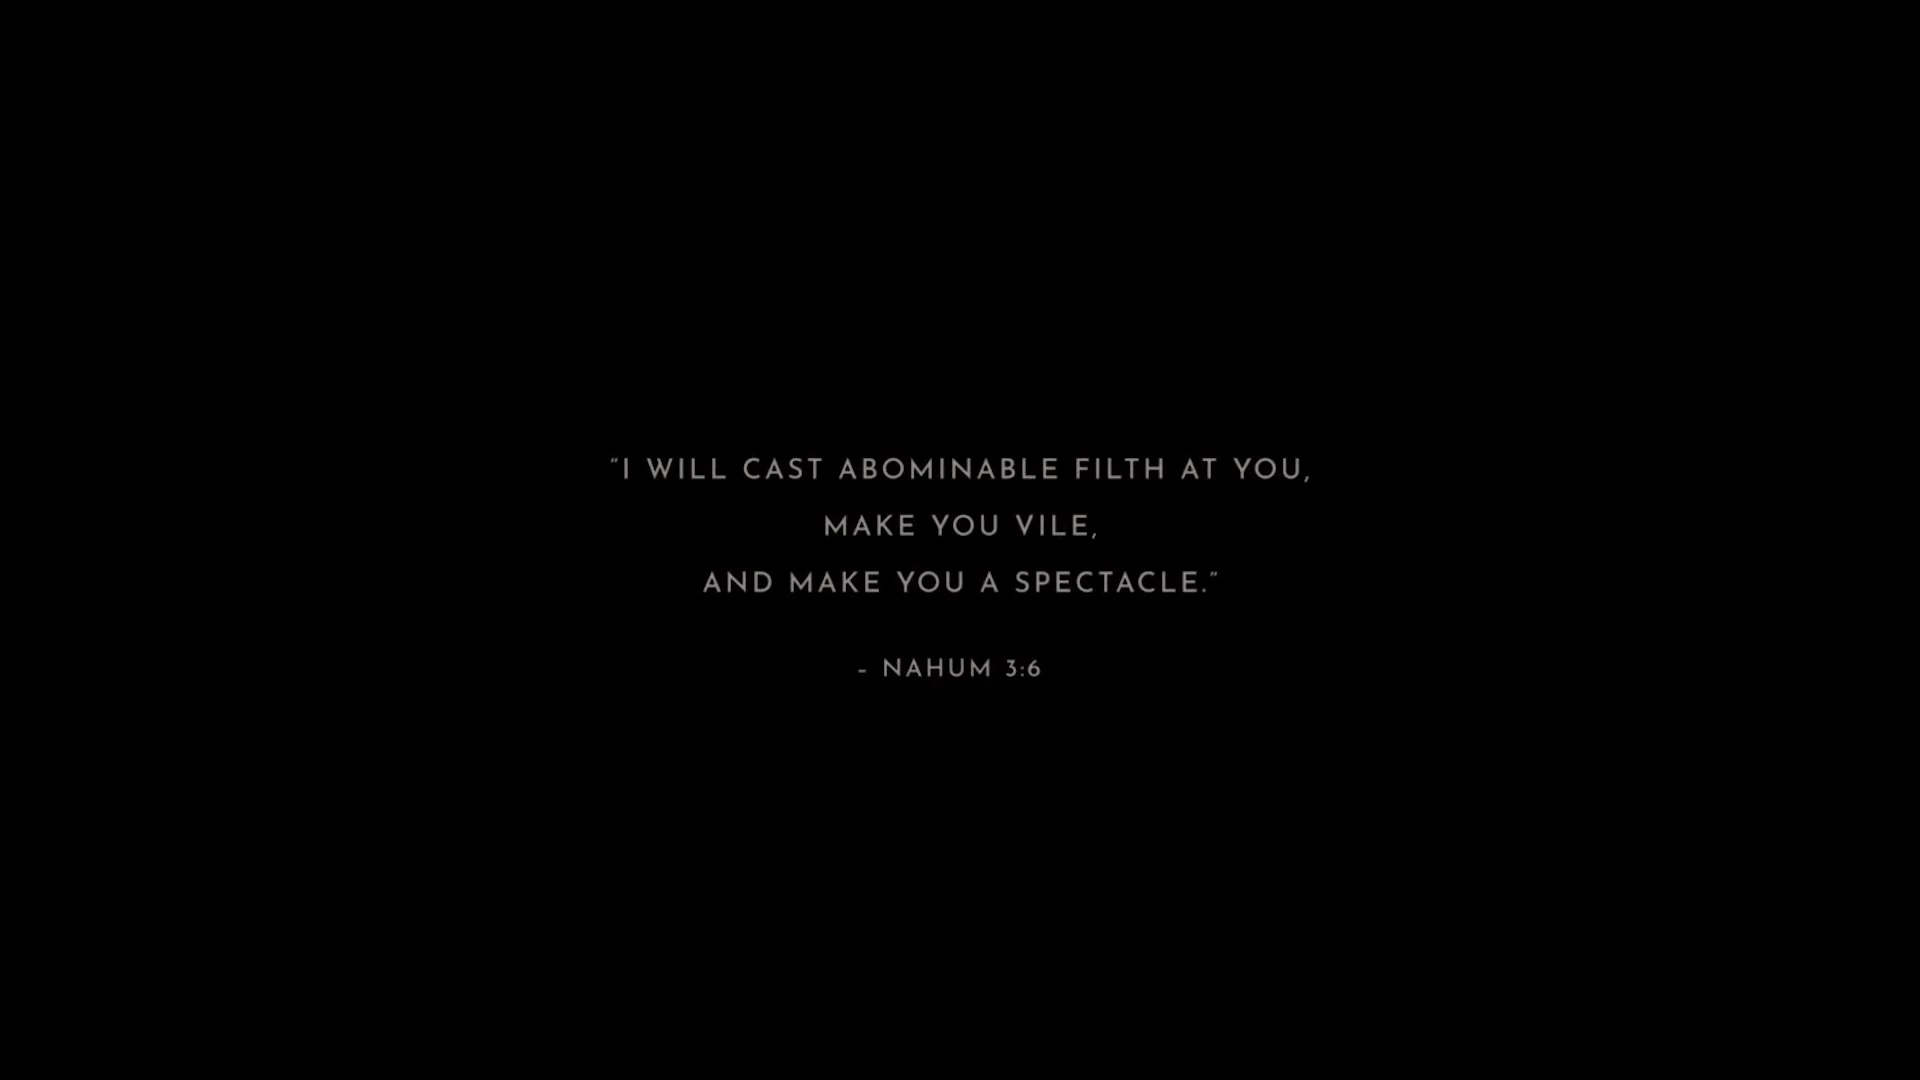 “I WILL CAST ABOMINABLE FILTH AT YOU,
MAKE YOU VILE,
AND MAKE YOU A SPECTACLE.”
– NAHUM 3:6